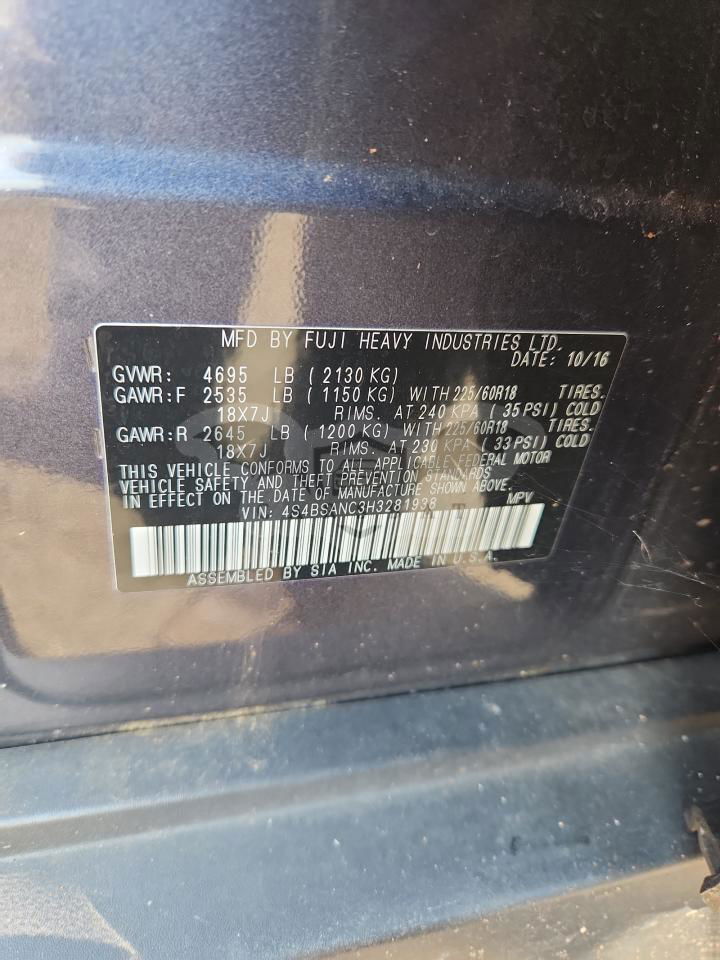 MFD BY FUJI HEAVY INDUSTRIES LTD.
DATE: 10/16
GVWR: 4695 LB ( 2130 KG)
GAWR:F 2535 LB ( 1150 KG) WITH 225/60R18 TIRES.
18X7J RIMS. AT 240 KPA ( 35 PSI) COLD
GAWR:R 2645 LB ( 1200 KG) WITH 225/60R18 TIRES.
18X7J RIMS. AT 230 KPA ( 33 PSI) COLD
THIS VEHICLE CONFORMS TO ALL APPLICABLE FEDERAL MOTOR
VEHICLE SAFETY AND THEFT PREVENTION STANDARDS
IN EFFECT ON THE DATE OF MANUFACTURE SHOWN ABOVE.
VIN: 4S4BSANC3H3281938 MPV
ASSEMBLED BY SIA INC. MADE IN U.S.A.